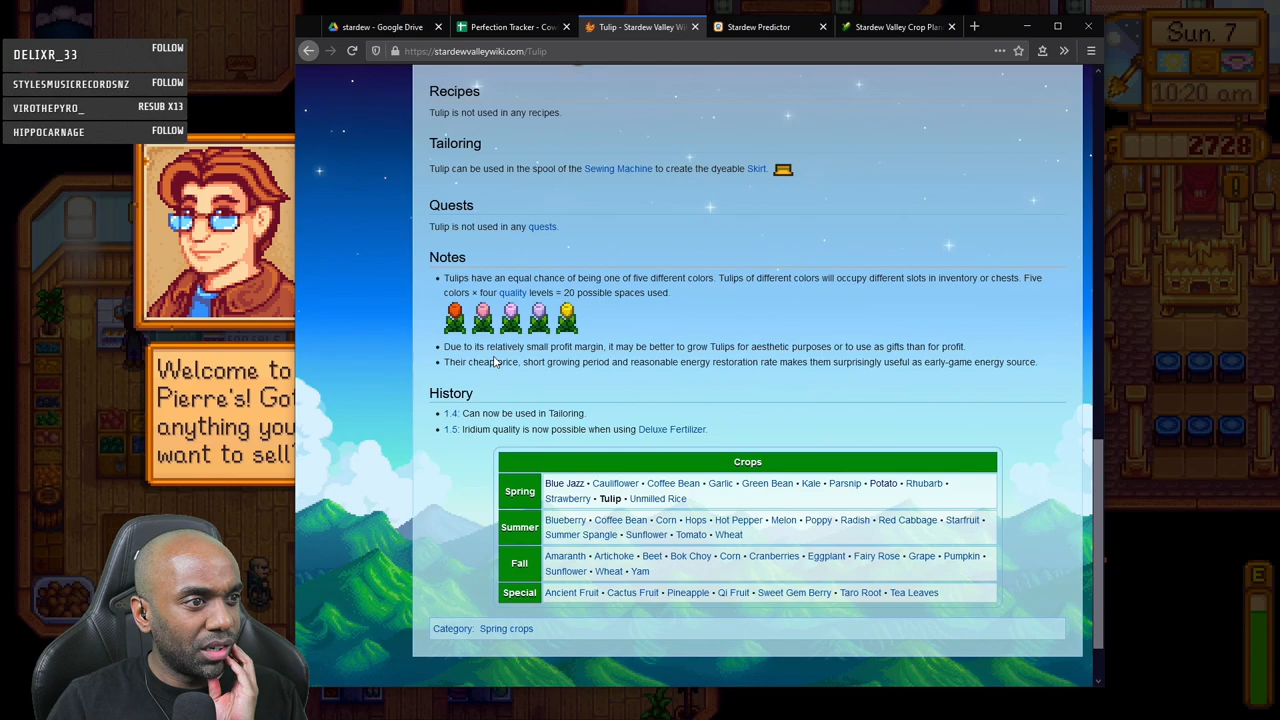 DELIXR_33 FOLLOW
STYLESMUSICRECORDSNZ FOLLOW
VIROTHEPYRO_ RESUB X13
HIPPOCARNAGE FOLLOW
stardew - Google Drive
Perfection Tracker - Cow
Tulip - Stardew Valley Wi
Stardew Predictor
Stardew Valley Crop Plan
https://stardewvalleywiki.com/Tulip
Sun. 7
10:20 am
2728
Recipes
Tulip is not used in any recipes.
Tailoring
Tulip can be used in the spool of the Sewing Machine to create the dyeable Skirt.
Quests
Tulip is not used in any quests.
Notes
• Tulips have an equal chance of being one of five different colors. Tulips of different colors will occupy different slots in inventory or chests. Five
colors × four quality levels = 20 possible spaces used.
• Due to its relatively small profit margin, it may be better to grow Tulips for aesthetic purposes or to use as gifts than for profit.
• Their cheap price, short growing period and reasonable energy restoration rate makes them surprisingly useful as early-game energy source.
History
• 1.4: Can now be used in Tailoring.
• 1.5: Iridium quality is now possible when using Deluxe Fertilizer.
Crops
Spring
Blue Jazz • Cauliflower • Coffee Bean • Garlic • Green Bean • Kale • Parsnip • Potato • Rhubarb •
Strawberry • Tulip • Unmilled Rice
Summer
Blueberry • Coffee Bean • Corn • Hops • Hot Pepper • Melon • Poppy • Radish • Red Cabbage • Starfruit •
Summer Spangle • Sunflower • Tomato • Wheat
Fall
Amaranth • Artichoke • Beet • Bok Choy • Corn • Cranberries • Eggplant • Fairy Rose • Grape • Pumpkin •
Sunflower • Wheat • Yam
Special
Ancient Fruit • Cactus Fruit • Pineapple • Qi Fruit • Sweet Gem Berry • Taro Root • Tea Leaves
Category: Spring crops
Welcome to
Pierre's! Got
anything you
want to sell?
E